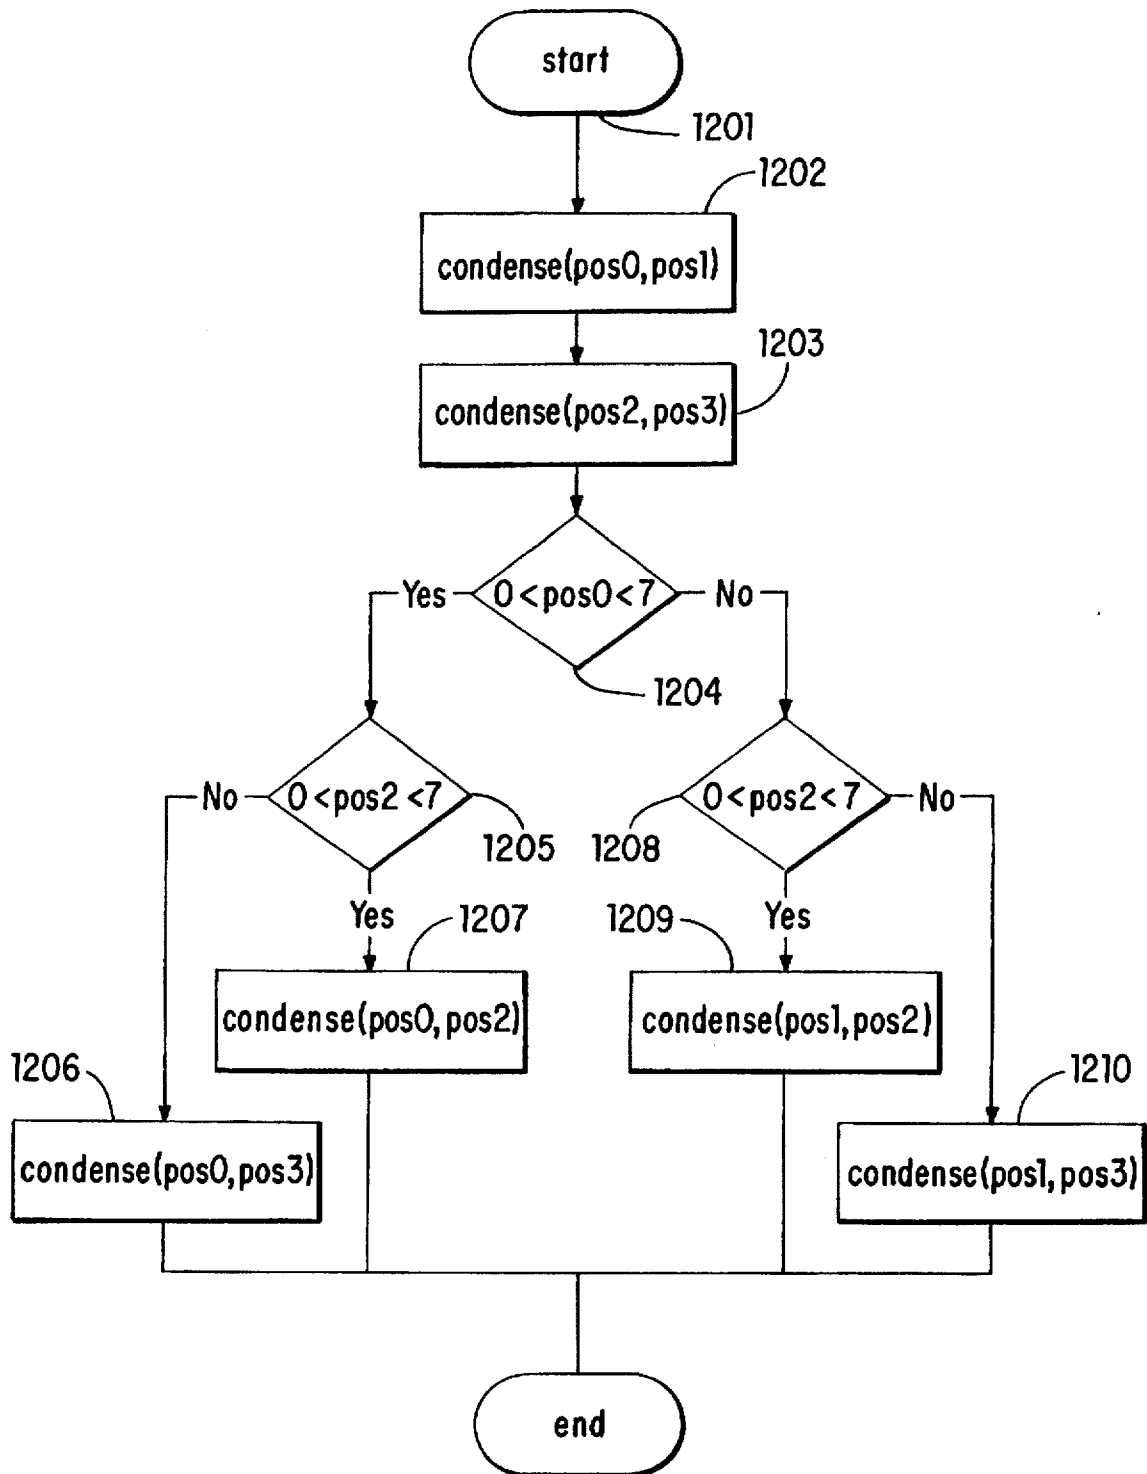 start
1201
1202
condense(pos0,pos1)
1203
condense(pos2,pos3)
Yes
0<pos0<7
No
1204
No
0<pos2<7
1205
1208
0<pos2<7
No
Yes
1207
1209
Yes
condense(pos0,pos2)
condense(pos1,pos2)
1206
1210
condense(pos0,pos3)
condense(pos1,pos3)
end